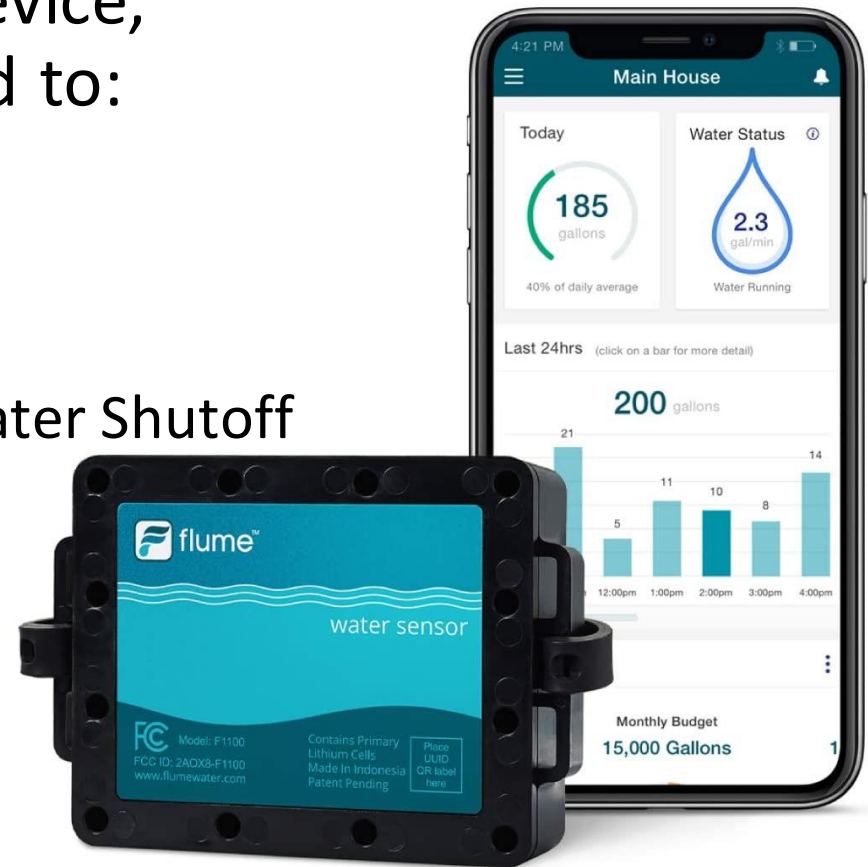 evice,
d to:
ater Shutoff
4:21 PM
Main House
Today
185
gallons
40% of daily average
Water Status
2.3
gal/min
Water Running
Last 24hrs (click on a bar for more detail)
200 gallons
21
5
11
10
8
14
12:00pm 1:00pm 2:00pm 3:00pm 4:00pm
Monthly Budget
15,000 Gallons
1
flume™
water sensor
FC Model: F1100
FCC ID: 2AOX8-F1100
www.flumewater.com
Contains Primary
Lithium Cells
Made In Indonesia
Patent Pending
Place
UUID
QR label
here